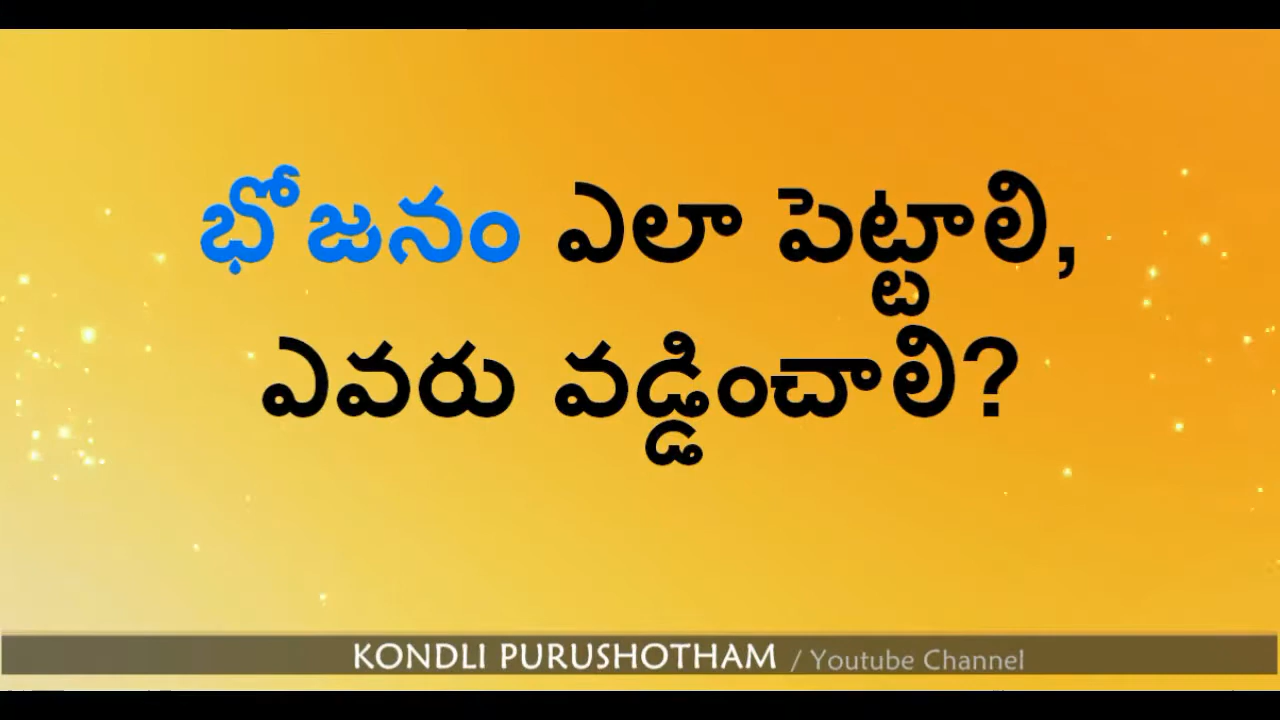 భోజనం ఎలా పెట్టాలి,
ఎవరు వడ్డించాలి?
KONDLI PURUSHOTHAM / Youtube Channel